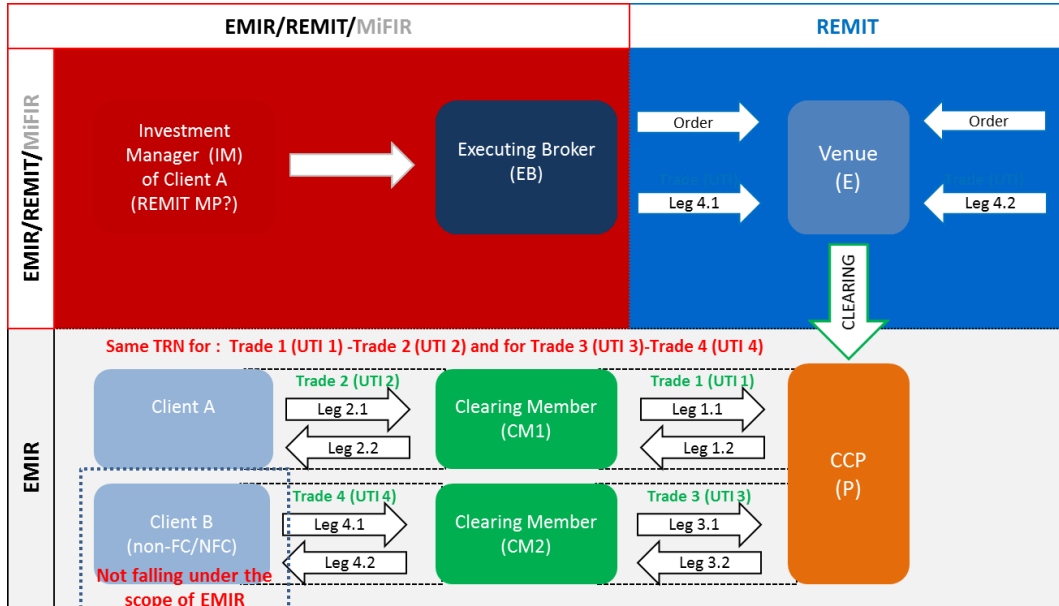 EMIR/REMIT/MiFIR
REMIT
EMIR/REMIT/MiFIR
Investment
Manager (IM)
of Client A
(REMIT MP?)
Executing Broker
(EB)
Order
Trade (UTI)
Leg 4.1
Venue
(E)
Order
Trade (UTI)
Leg 4.2
CLEARING
EMIR
Same TRN for : Trade 1 (UTI 1) -Trade 2 (UTI 2) and for Trade 3 (UTI 3)-Trade 4 (UTI 4)
Client A
Trade 2 (UTI 2)
Leg 2.1
Leg 2.2
Clearing Member
(CM1)
Trade 1 (UTI 1)
Leg 1.1
Leg 1.2
CCP
(P)
Client B
(non-FC/NFC)
Not falling under the
scope of EMIR
Trade 4 (UTI 4)
Leg 4.1
Leg 4.2
Clearing Member
(CM2)
Trade 3 (UTI 3)
Leg 3.1
Leg 3.2